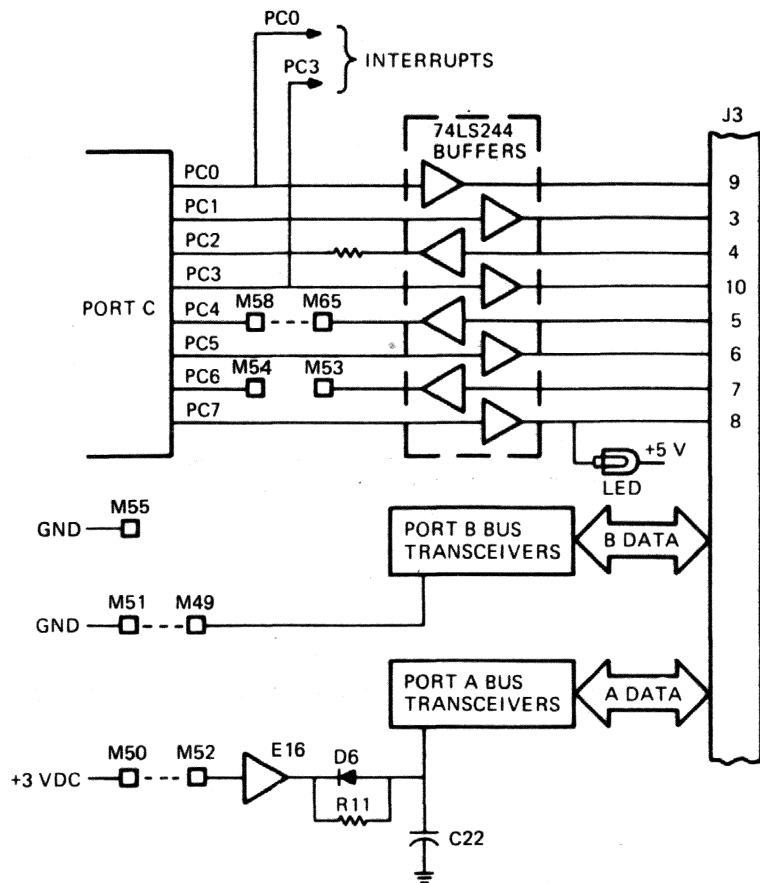 PC0
PC3
INTERRUPTS
J3
74LS244
BUFFERS
PC0
9
PC1
3
PC2
4
PC3
10
PORT C
PC4
M58
M65
5
PC5
6
PC6
M54
M53
7
PC7
8
+5 V
LED
M55
GND
PORT B BUS
TRANSCEIVERS
B DATA
M51
M49
GND
PORT A BUS
TRANSCEIVERS
A DATA
M50
M52
E16
D6
+3 VDC
R11
C22